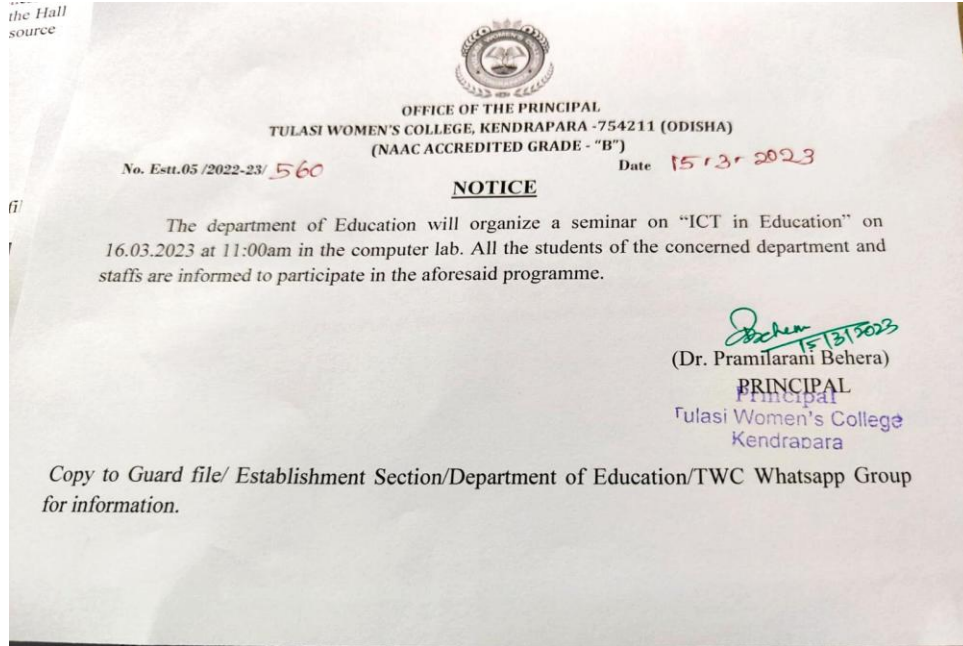 the Hall
source
OFFICE OF THE PRINCIPAL
TULASI WOMEN'S COLLEGE, KENDRAPARA -754211 (ODISHA)
(NAAC ACCREDITED GRADE - "B")
No. Estt.05 /2022-23/ 560 Date 15.3.2023
NOTICE
The department of Education will organize a seminar on "ICT in Education" on
16.03.2023 at 11:00am in the computer lab. All the students of the concerned department and
staffs are informed to participate in the aforesaid programme.
15/3/2023
(Dr. Pramilarani Behera)
PRINCIPAL
Principal
Tulasi Women's College
Kendrapara
Copy to Guard file/ Establishment Section/Department of Education/TWC Whatsapp Group
for information.